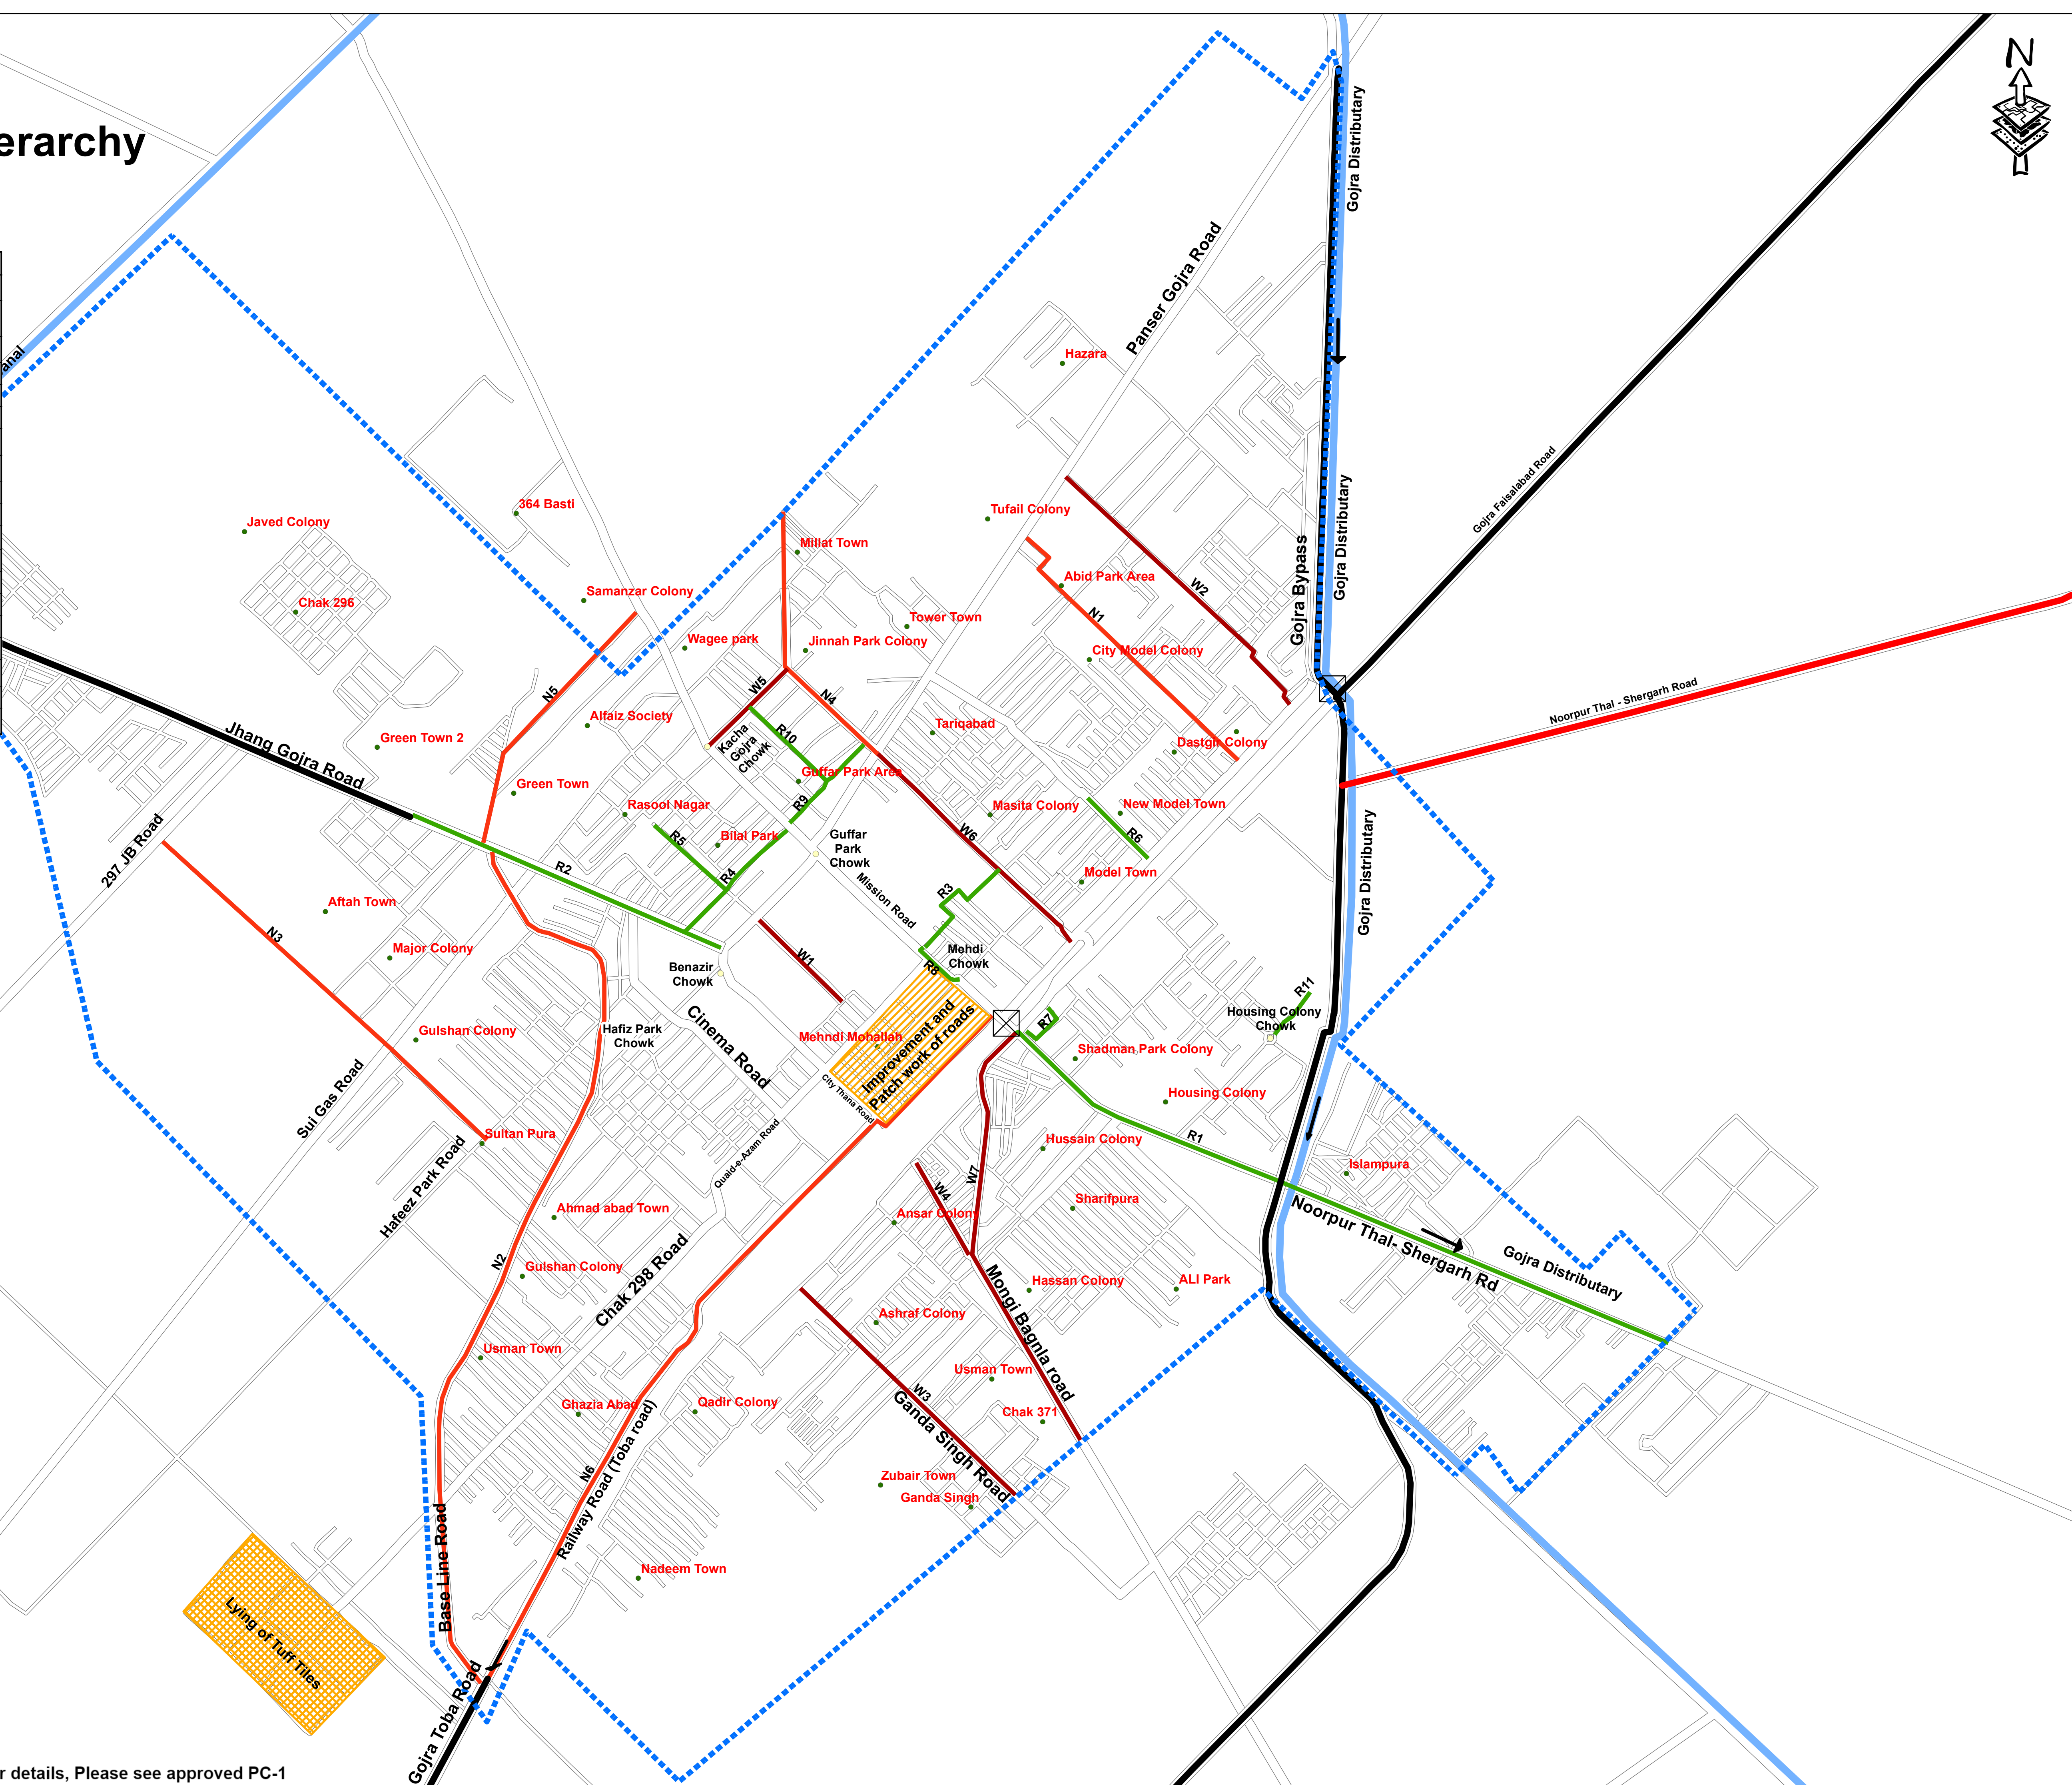 N
erarchy
Gojra Distributary
Panser Gojra Road
Hazara
anal
Gojra Faisalabad Road
364 Basti
Tufail Colony
Javed Colony
Gojra Distributary
Millat Town
Gojra Bypass
Abid Park Area
W2
Samanzar Colony
Chak 296
N1
Tower Town
Wagee park
Jinnah Park Colony
City Model Colony
N5
W5
N4
Noorpur Thal - Shergarh Road
Alfaiz Society
Tariqabad
Jhang Gojra Road
Green Town 2
R10
Kacha
Gojra
Chowk
Dastgir Colony
Guffar Park Area
Green Town
Rasool Nagar
R9
Masita Colony
New Model Town
297 JB Road
R5
Bilal Park
Guffar
Park
Chowk
W6
R6
Gojra Distributary
R2
R4
Mission Road
R3
Model Town
Aftah Town
N3
Major Colony
W1
Mehdi
Chowk
Benazir
Chowk
R8
R11
Gulshan Colony
Hafiz Park
Chowk
Cinema Road
Mehndi Mohallah
Improvement and
Patch work of roads
R7
Housing Colony
Chowk
Shadman Park Colony
Sui Gas Road
City Thana Road
Housing Colony
Sultan Pura
Quaid-e-Azam Road
Hussain Colony
R1
Islampura
Hafeez Park Road
W7
W4
Ahmad abad Town
Ansar Colony
Sharifpura
Noorpur Thal- Shergarh Rd
N2
Gulshan Colony
Chak 298 Road
Mongi Bagnla road
Hassan Colony
ALI Park
Gojra Distributary
Ashraf Colony
Usman Town
Usman Town
Ghazia Abad
Qadir Colony
W3
Ganda Singh Road
Chak 371
N6
Railway Road (Toba road)
Zubair Town
Ganda Singh
Base Line Road
Nadeem Town
Lying of Tuff Tiles
Gojra Toba Road
r details, Please see approved PC-1